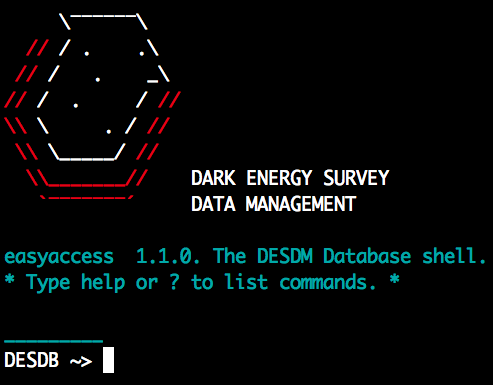 DARK ENERGY SURVEY
DATA MANAGEMENT
easyaccess  1.1.0. The DESDM Database shell.
* Type help or ? to list commands. *
DESDB ~>